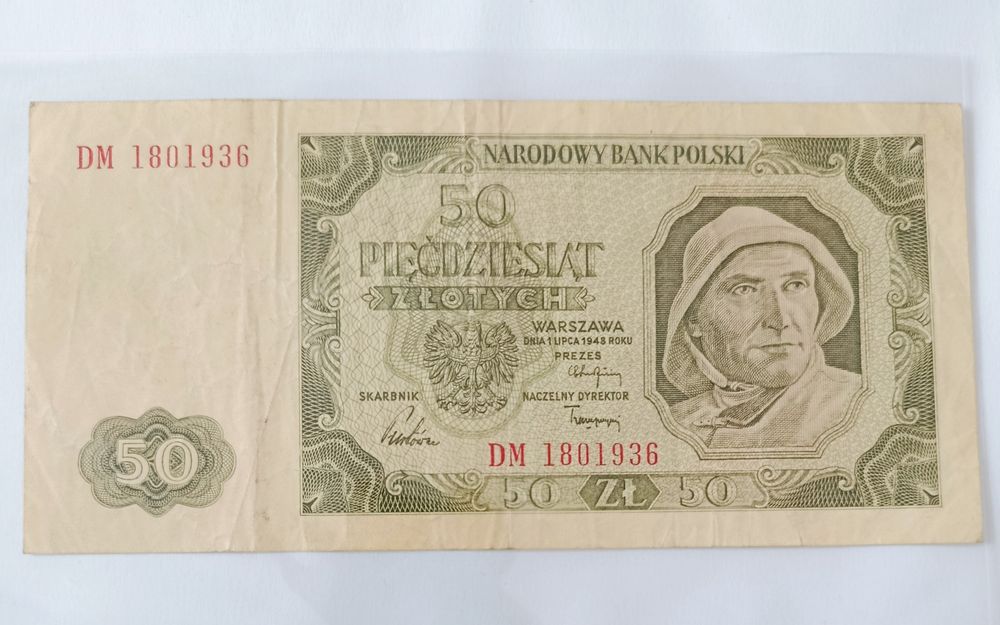 DM 1801936
NARODOWY BANK POLSKI
50
PIĘĆDZIESIĄT
ZŁOTYCH
WARSZAWA
DNIA 1 LIPCA 1948 ROKU
PREZES
SKARBNIK NACZELNY DYREKTOR
DM 1801936
50
50 ZŁ 50